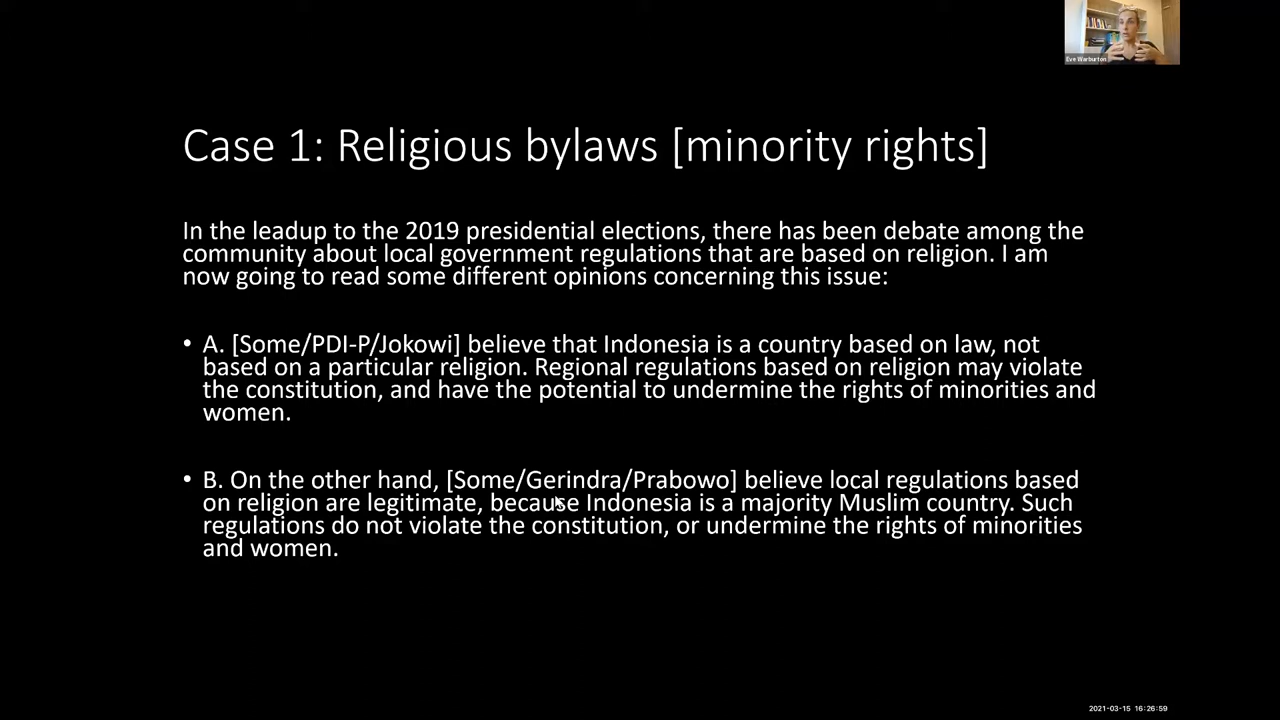 Eve Warburton
Case 1: Religious bylaws [minority rights]
In the leadup to the 2019 presidential elections, there has been debate among the
community about local government regulations that are based on religion. I am
now going to read some different opinions concerning this issue:
• A. [Some/PDI-P/Jokowi] believe that Indonesia is a country based on law, not
based on a particular religion. Regional regulations based on religion may violate
the constitution, and have the potential to undermine the rights of minorities and
women.
• B. On the other hand, [Some/Gerindra/Prabowo] believe local regulations based
on religion are legitimate, because Indonesia is a majority Muslim country. Such
regulations do not violate the constitution, or undermine the rights of minorities
and women.
2021-03-15 16:26:59